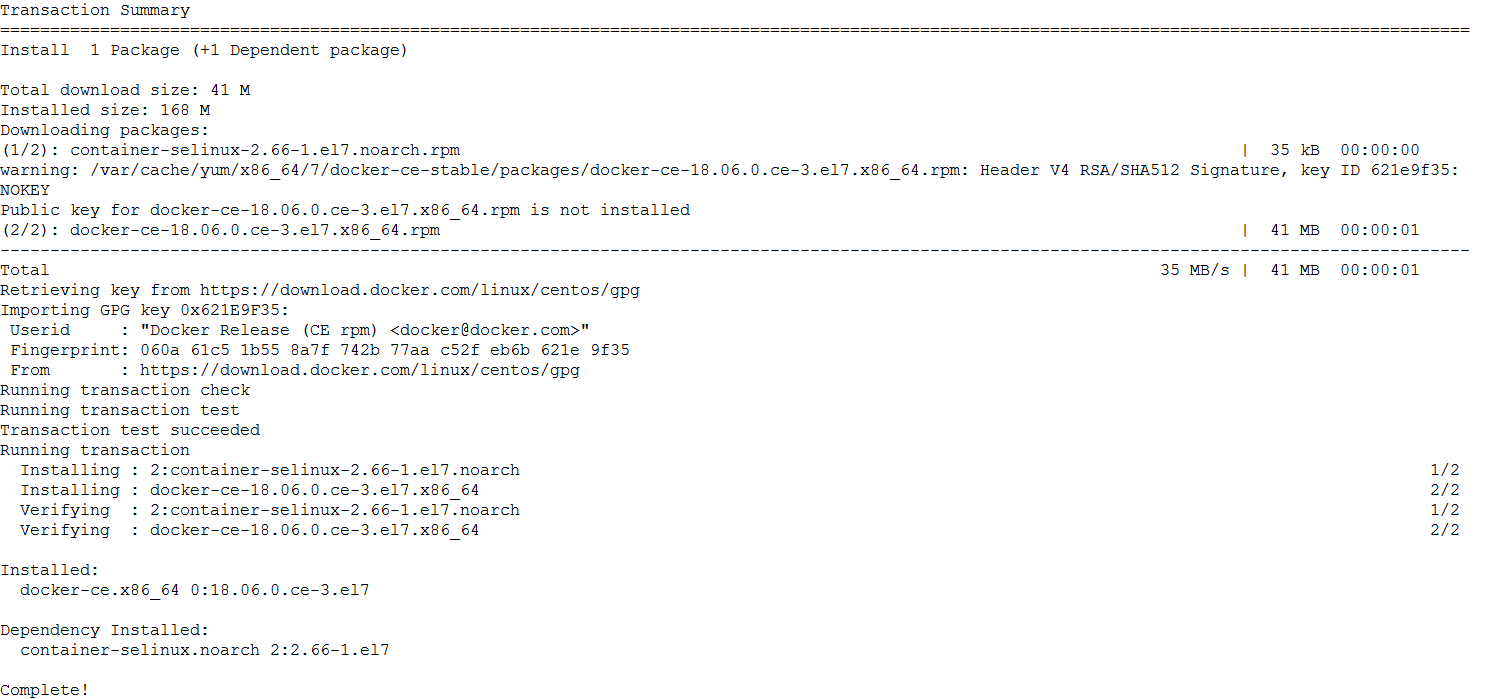 Transaction Summary
===================================================================================================================================================
Install  1 Package (+1 Dependent package)
Total download size: 41 M
Installed size: 168 M
Downloading packages:
(1/2): container-selinux-2.66-1.el7.noarch.rpm | 35 kB 00:00:00
warning: /var/cache/yum/x86_64/7/docker-ce-stable/packages/docker-ce-18.06.0.ce-3.el7.x86_64.rpm: Header V4 RSA/SHA512 Signature, key ID 621e9f35:
NOKEY
Public key for docker-ce-18.06.0.ce-3.el7.x86_64.rpm is not installed
(2/2): docker-ce-18.06.0.ce-3.el7.x86_64.rpm | 41 MB 00:00:01
---------------------------------------------------------------------------------------------------------------------------------------------------
Total 35 MB/s | 41 MB 00:00:01
Retrieving key from https://download.docker.com/linux/centos/gpg
Importing GPG key 0x621E9F35:
 Userid     : "Docker Release (CE rpm) <docker@docker.com>"
 Fingerprint: 060a 61c5 1b55 8a7f 742b 77aa c52f eb6b 621e 9f35
 From       : https://download.docker.com/linux/centos/gpg
Running transaction check
Running transaction test
Transaction test succeeded
Running transaction
  Installing : 2:container-selinux-2.66-1.el7.noarch 1/2
  Installing : docker-ce-18.06.0.ce-3.el7.x86_64 2/2
  Verifying  : 2:container-selinux-2.66-1.el7.noarch 1/2
  Verifying  : docker-ce-18.06.0.ce-3.el7.x86_64 2/2
Installed:
  docker-ce.x86_64 0:18.06.0.ce-3.el7
Dependency Installed:
  container-selinux.noarch 2:2.66-1.el7
Complete!